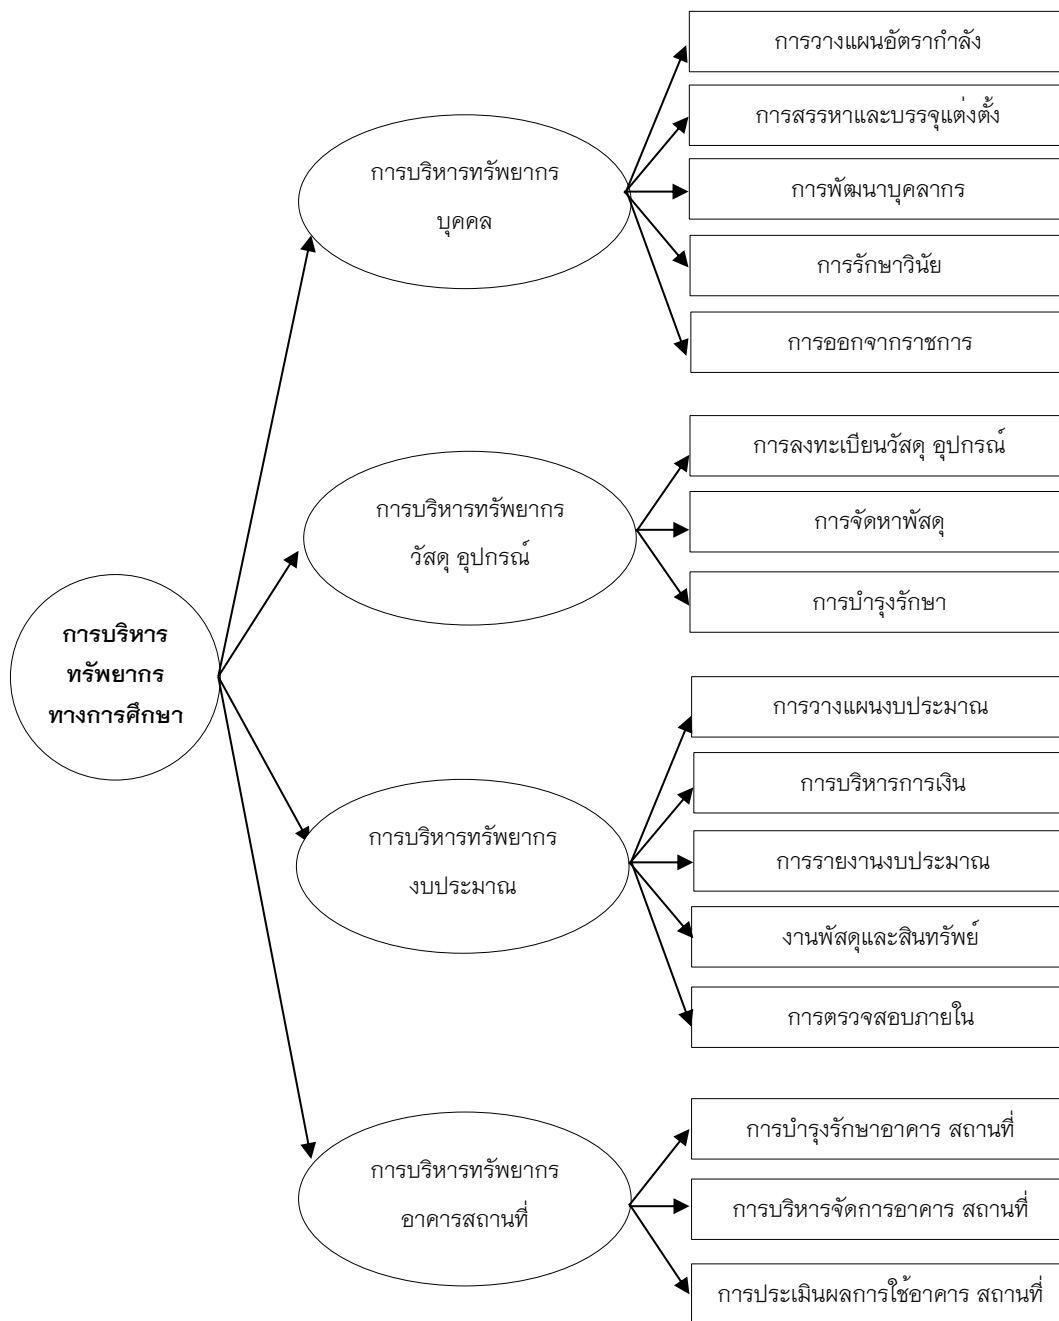 การวางแผนอัตรากำลัง
การสรรหาและบรรจุแต่งตั้ง
การบริหารทรัพยากร
บุคคล
การพัฒนาบุคลากร
การรักษาวินัย
การออกจากราชการ
การลงทะเบียนวัสดุ อุปกรณ์
การบริหารทรัพยากร
วัสดุ อุปกรณ์
การจัดหาพัสดุ
การบำรุงรักษา
การบริหาร
ทรัพยากร
ทางการศึกษา
การวางแผนงบประมาณ
การบริหารการเงิน
การบริหารทรัพยากร
งบประมาณ
การรายงานงบประมาณ
งานพัสดุและสินทรัพย์
การตรวจสอบภายใน
การบำรุงรักษาอาคาร สถานที่
การบริหารทรัพยากร
อาคารสถานที่
การบริหารจัดการอาคาร สถานที่
การประเมินผลการใช้อาคาร สถานที่